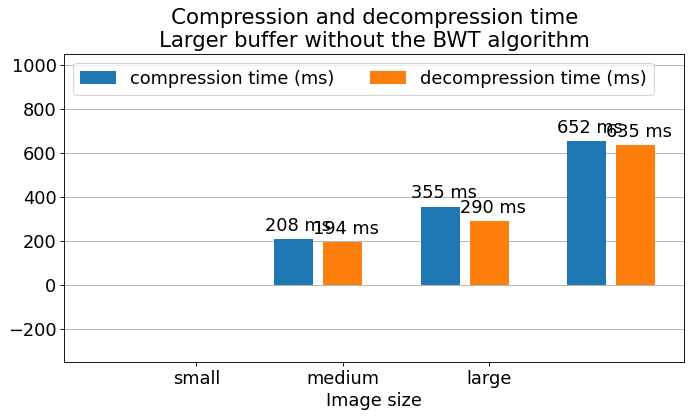 Compression and decompression time
Larger buffer without the BWT algorithm
1000
compression time (ms) decompression time (ms)
800
652 ms 635 ms
600
400
355 ms 290 ms
208 ms 194 ms
200
0
−200
small medium large
Image size